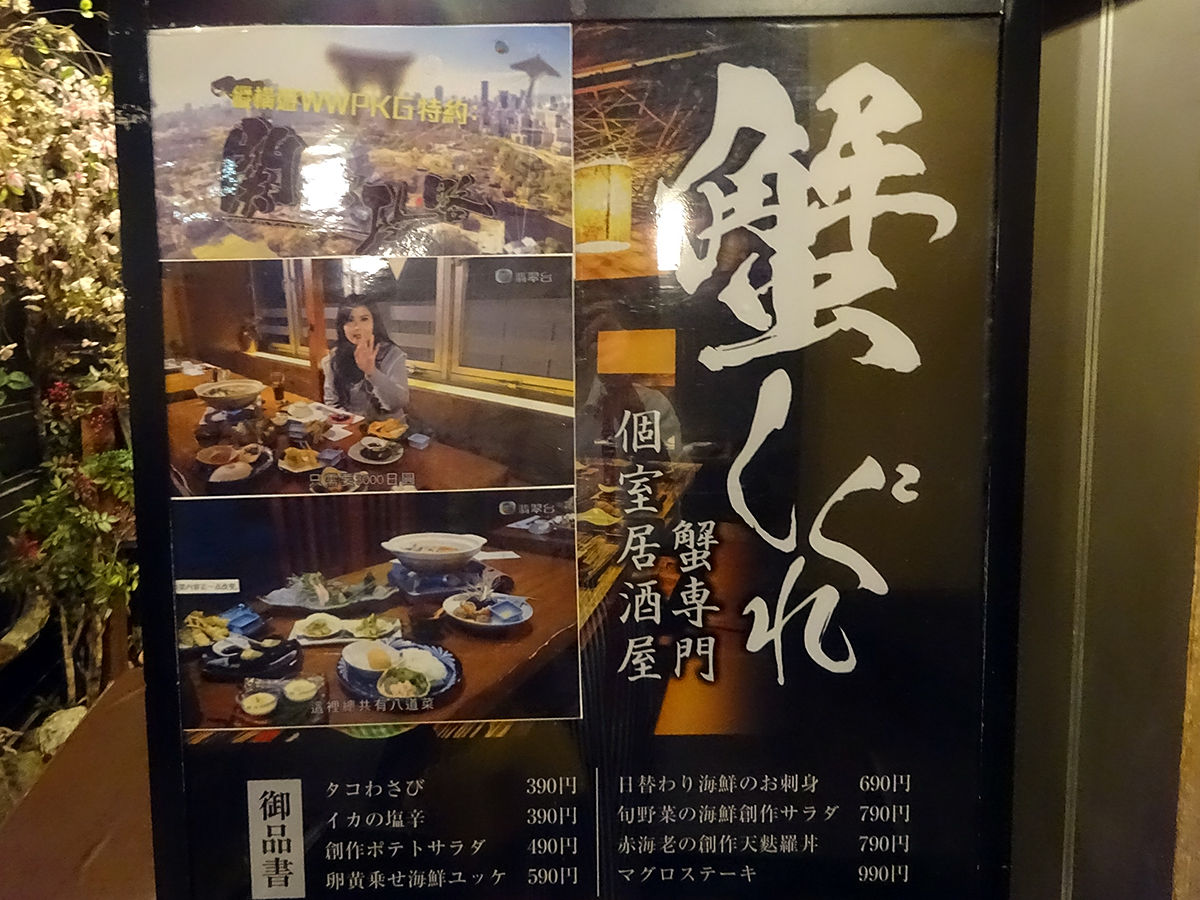 縱橫遊WWPKG特約
翡翠台
日圓
翡翠台
這裡總共有八道菜
蟹しぐれ
蟹専門
個室居酒屋
御品書
タコわさび 390円
イカの塩辛 390円
創作ポテトサラダ 490円
卵黄乗せ海鮮ユッケ 590円
日替わり海鮮のお刺身 690円
旬野菜の海鮮創作サラダ 790円
赤海老の創作天麩羅丼 790円
マグロステーキ 990円